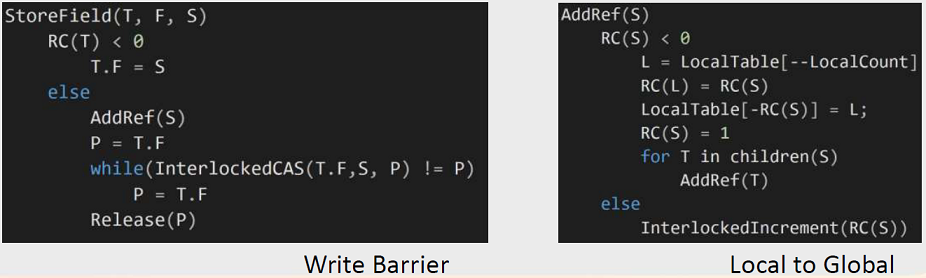 StoreField(T, F, S)
RC(T) < 0
T.F = S
else
AddRef(S)
P = T.F
while(InterlockedCAS(T.F,S, P) != P)
P = T.F
Release(P)
Write Barrier
AddRef(S)
RC(S) < 0
L = LocalTable[--LocalCount]
RC(L) = RC(S)
LocalTable[-RC(S)] = L;
RC(S) = 1
for T in children(S)
AddRef(T)
else
InterlockedIncrement(RC(S))
Local to Global